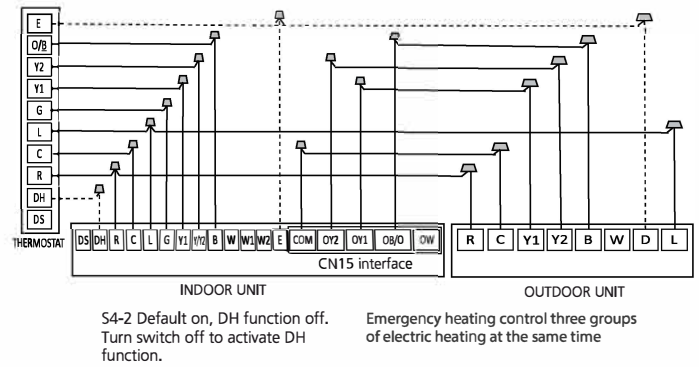 E
O/B
Y2
Y1
G
L
C
R
DH
DS
THERMOSTAT
DS DH R C L G Y1 Y/Y2 B W W1 W2 E COM OY2 OY1 OB/O OW
CN15 interface
INDOOR UNIT
R C Y1 Y2 B W D L
OUTDOOR UNIT
S4-2 Default on, DH function off.
Turn switch off to activate DH
function.
Emergency heating control three groups
of electric heating at the same time